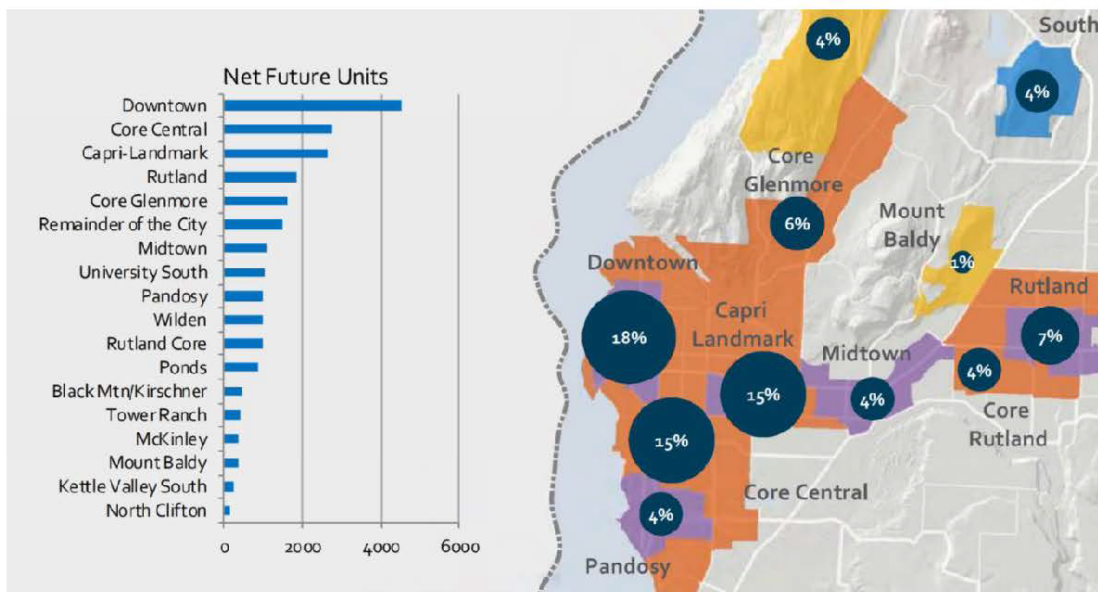 Net Future Units
Downtown
Core Central
Capri-Landmark
Rutland
Core Glenmore
Remainder of the City
Midtown
University South
Pandosy
Wilden
Rutland Core
Ponds
Black Mtn/Kirschner
Tower Ranch
McKinley
Mount Baldy
Kettle Valley South
North Clifton
0 2000 4000 6000
South
4%
4%
Core
Glenmore
6%
Mount
Baldy
1%
Downtown
18%
Capri
Landmark
15%
Midtown
4%
Rutland
7%
4%
Core
Rutland
15%
Core Central
4%
Pandosy